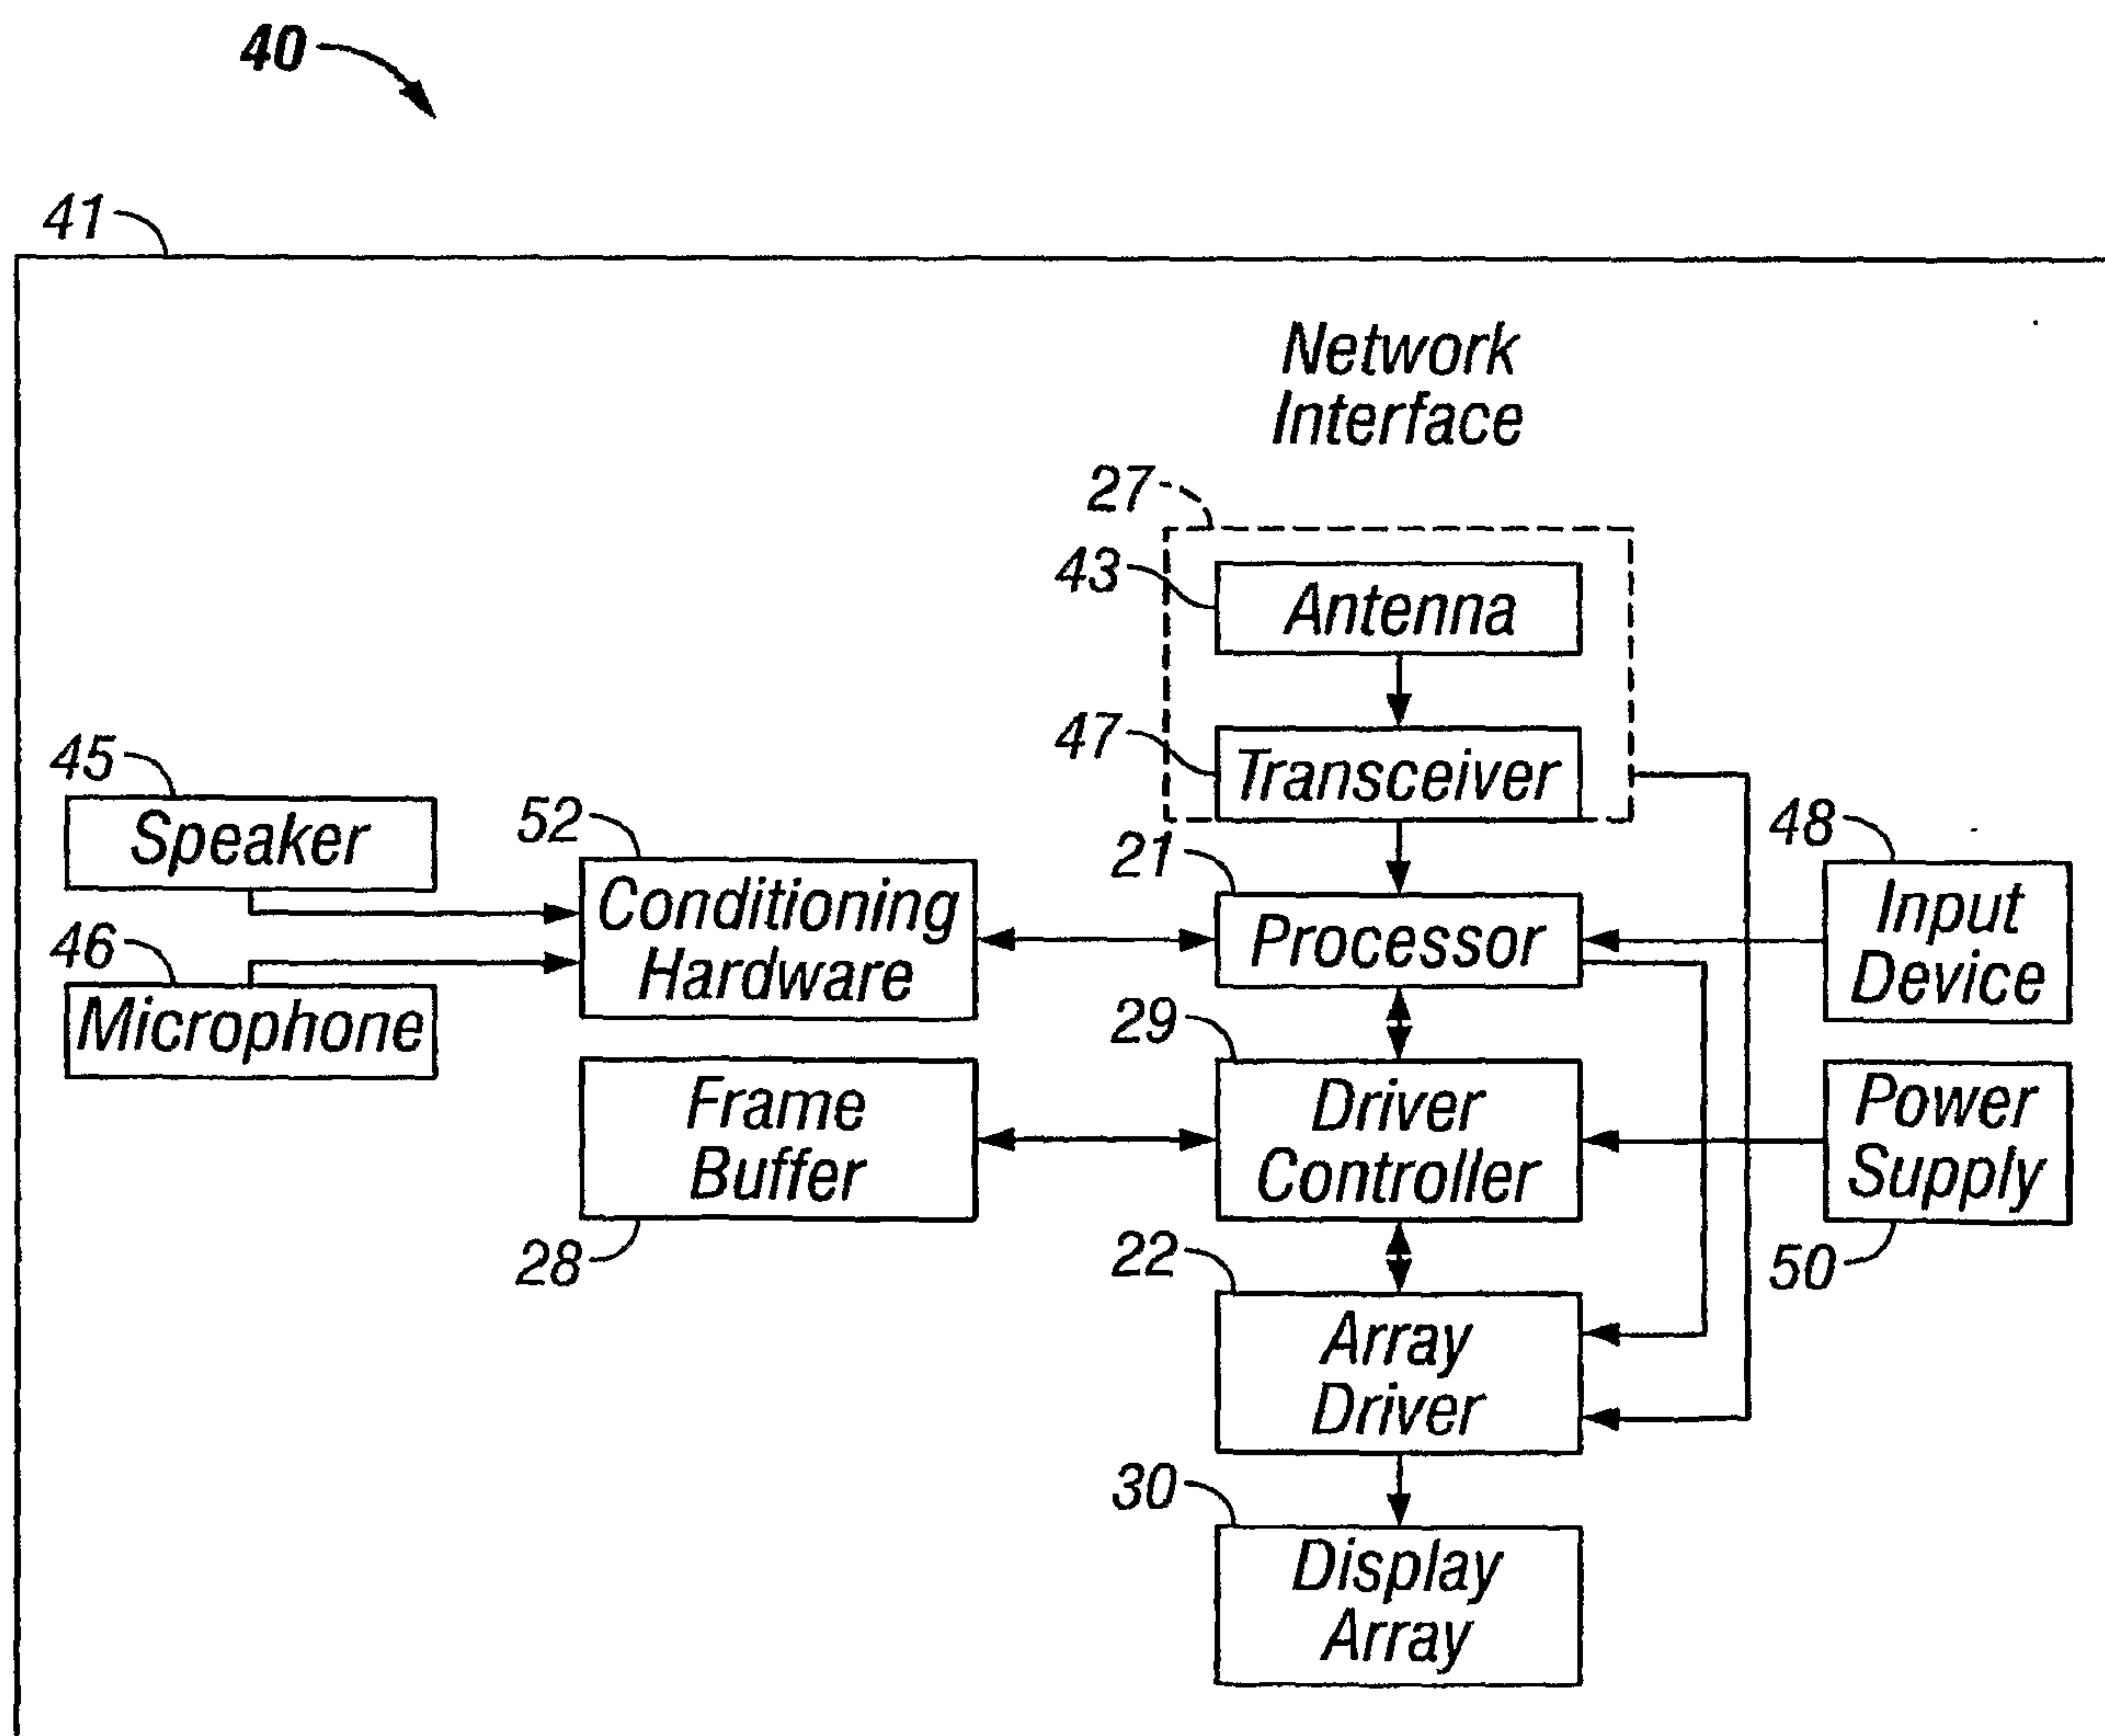 40
41
Network
Interface
27
43
Antenna
47
Transceiver
45
Speaker
52
Conditioning
Hardware
21
Processor
48
Input
Device
46
Microphone
29
Driver
Controller
Frame
Buffer
28
Power
Supply
50
22
Array
Driver
30
Display
Array